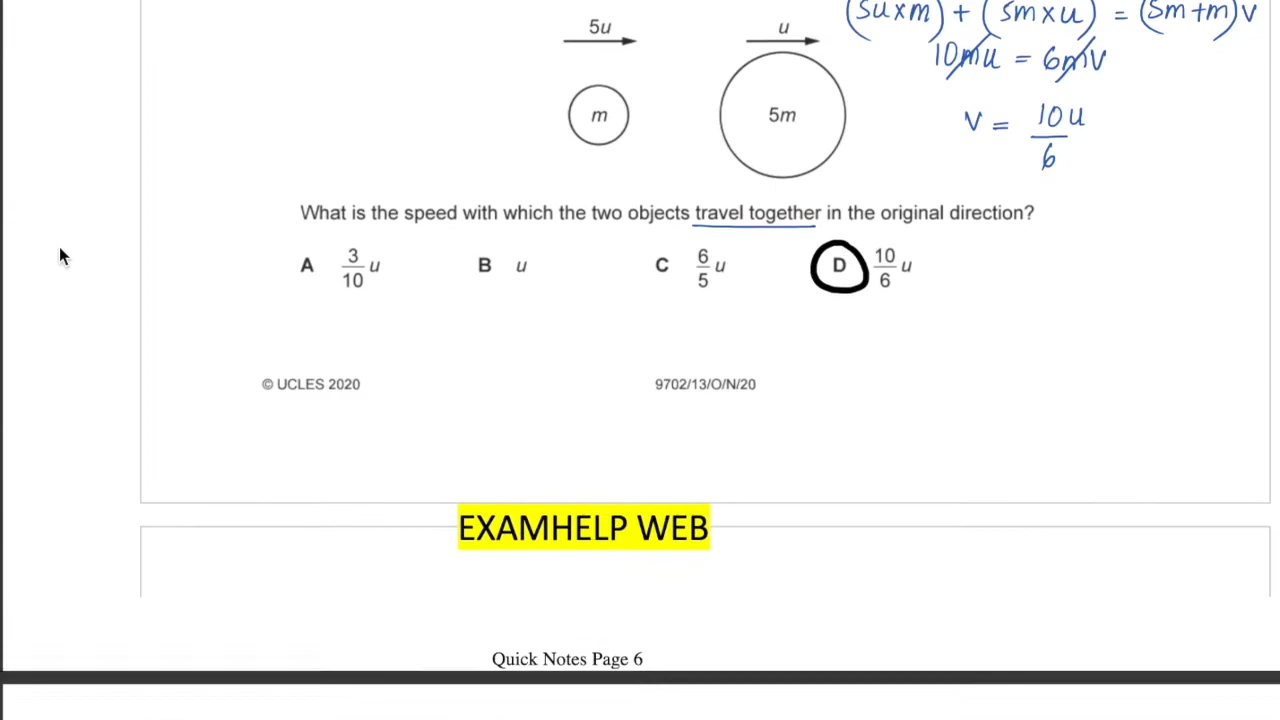 (5u×m) + (5m×u) = (5m+m)v
5u
u
10mu = 6mv
m
5m
v = 10u
6
What is the speed with which the two objects travel together in the original direction?
A 3/10 u B u C 6/5 u D 10/6 u
© UCLES 2020 9702/13/O/N/20
EXAMHELP WEB
Quick Notes Page 6